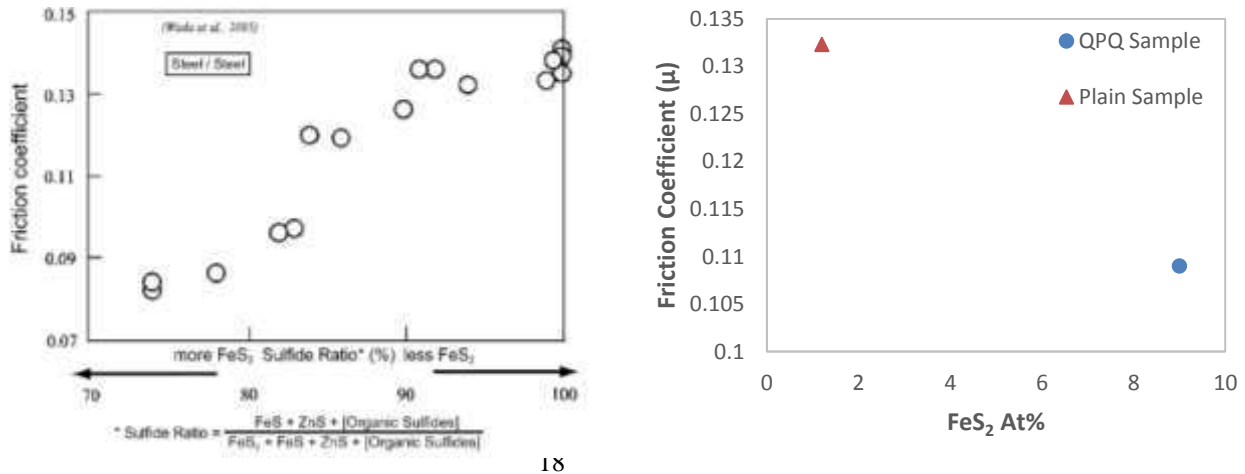 0.15
(Wada et al., 2005)
Steel / Steel
0.13
0.11
0.09
0.07
Friction coefficient
more FeS₂ Sulfide Ratio* (%) less FeS₂
70 80 90 100
* Sulfide Ratio = FeS + ZnS + [Organic Sulfides]
FeS₂ + FeS + ZnS + [Organic Sulfides]
0.135
0.13
0.125
0.12
0.115
0.11
0.105
0.1
Friction Coefficient (µ)
QPQ Sample
Plain Sample
0 2 4 6 8 10
FeS₂ At%
18